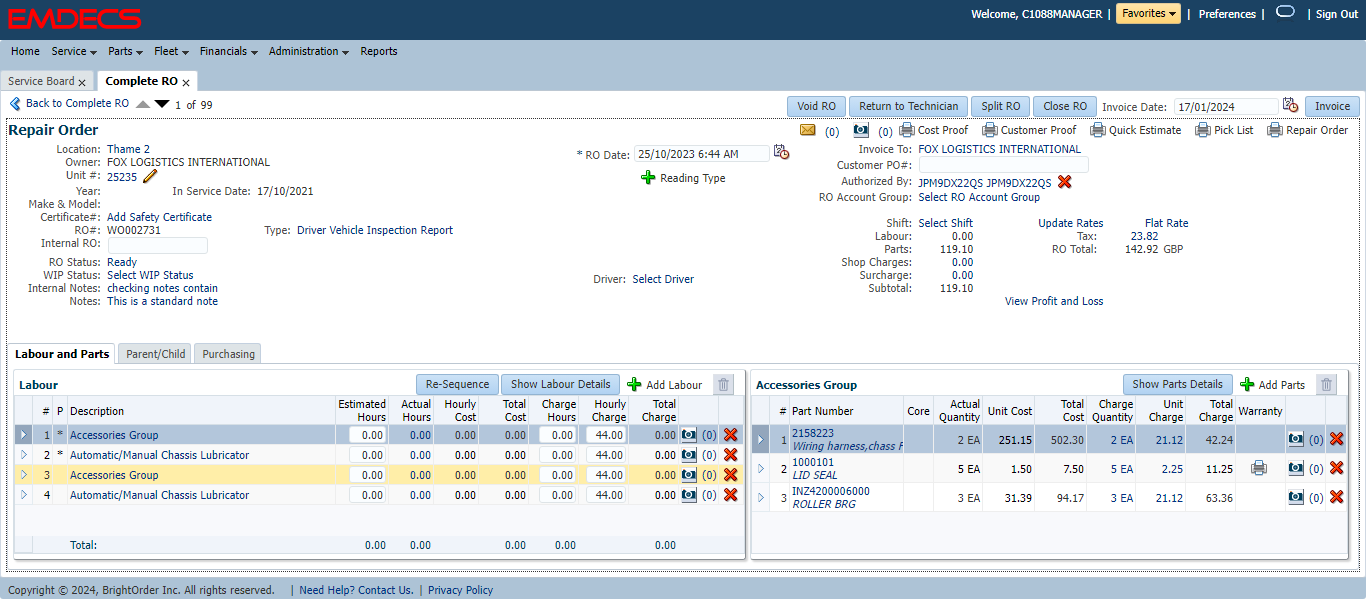 EMDECS
Welcome, C1088MANAGER | Favorites | Preferences | | Sign Out
Home Service Parts Fleet Financials Administration Reports
Service Board x Complete RO x
Back to Complete RO 1 of 99
Void RO Return to Technician Split RO Close RO Invoice Date: 17/01/2024 Invoice
Repair Order
(0) (0) Cost Proof Customer Proof Quick Estimate Pick List Repair Order
Location: Thame 2
Owner: FOX LOGISTICS INTERNATIONAL
Unit #: 25235
Year: In Service Date: 17/10/2021
Make & Model:
Certificate#: Add Safety Certificate
RO#: WO002731 Type: Driver Vehicle Inspection Report
Internal RO:
RO Status: Ready
WIP Status: Select WIP Status
Internal Notes: checking notes contain
Notes: This is a standard note
* RO Date: 25/10/2023 6:44 AM
Reading Type
Driver: Select Driver
Invoice To: FOX LOGISTICS INTERNATIONAL
Customer PO#:
Authorized By: JPM9DX22QS JPM9DX22QS
RO Account Group: Select RO Account Group
Shift: Select Shift Update Rates Flat Rate
Labour: 0.00 Tax: 23.82
Parts: 119.10 RO Total: 142.92 GBP
Shop Charges: 0.00
Surcharge: 0.00
Subtotal: 119.10
View Profit and Loss
Labour and Parts Parent/Child Purchasing
Labour Re-Sequence Show Labour Details Add Labour
# P Description Estimated Hours Actual Hours Hourly Cost Total Cost Charge Hours Hourly Charge Total Charge
1 * Accessories Group 0.00 0.00 0.00 0.00 0.00 44.00 0.00 (0)
2 * Automatic/Manual Chassis Lubricator 0.00 0.00 0.00 0.00 0.00 44.00 0.00 (0)
3 Accessories Group 0.00 0.00 0.00 0.00 0.00 44.00 0.00 (0)
4 Automatic/Manual Chassis Lubricator 0.00 0.00 0.00 0.00 0.00 44.00 0.00 (0)
Total: 0.00 0.00 0.00 0.00 0.00
Accessories Group Show Parts Details Add Parts
# Part Number Core Actual Quantity Unit Cost Total Cost Charge Quantity Unit Charge Total Charge Warranty
1 2158223 2 EA 251.15 502.30 2 EA 21.12 42.24 (0)
Wiring harness,chass F
2 1000101 5 EA 1.50 7.50 5 EA 2.25 11.25 (0)
LID SEAL
3 INZ4200006000 3 EA 31.39 94.17 3 EA 21.12 63.36 (0)
ROLLER BRG
Copyright © 2024, BrightOrder Inc. All rights reserved. | Need Help? Contact Us. | Privacy Policy